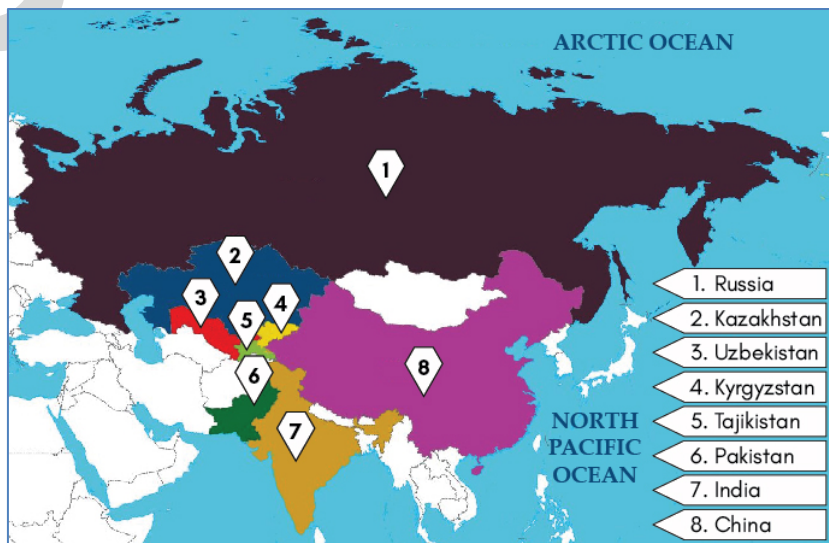 ARCTIC OCEAN
1
2
3
4
5
6
7
8
1. Russia
2. Kazakhstan
3. Uzbekistan
4. Kyrgyzstan
5. Tajikistan
6. Pakistan
7. India
8. China
NORTH
PACIFIC
OCEAN